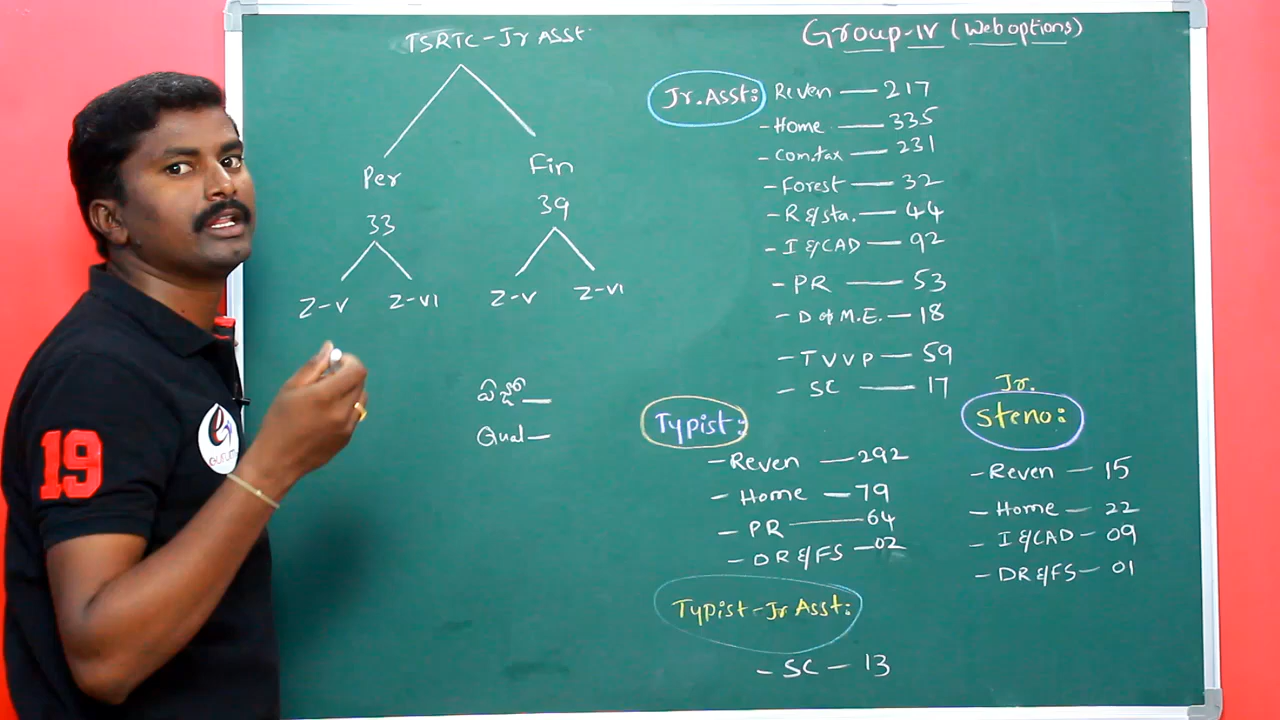 TSRTC - Jr Asst.
Per
Fin
33
39
Z-V
Z-VI
Z-V
Z-VI
Qual —
Group-IV (Web options)
Jr. Asst: Reven — 217
- Home — 335
- Com.tax — 231
- Forest — 32
- R & sta. — 44
- I & CAD — 92
- PR — 53
- D of M.E. — 18
- TVVP — 59
- SC — 17
Typist:
- Reven — 292
- Home — 79
- PR — 64
- DR & FS — 02
Jr.
Steno:
- Reven — 15
- Home — 22
- I & CAD — 09
- DR & FS — 01
Typist - Jr Asst:
- SC — 13
19